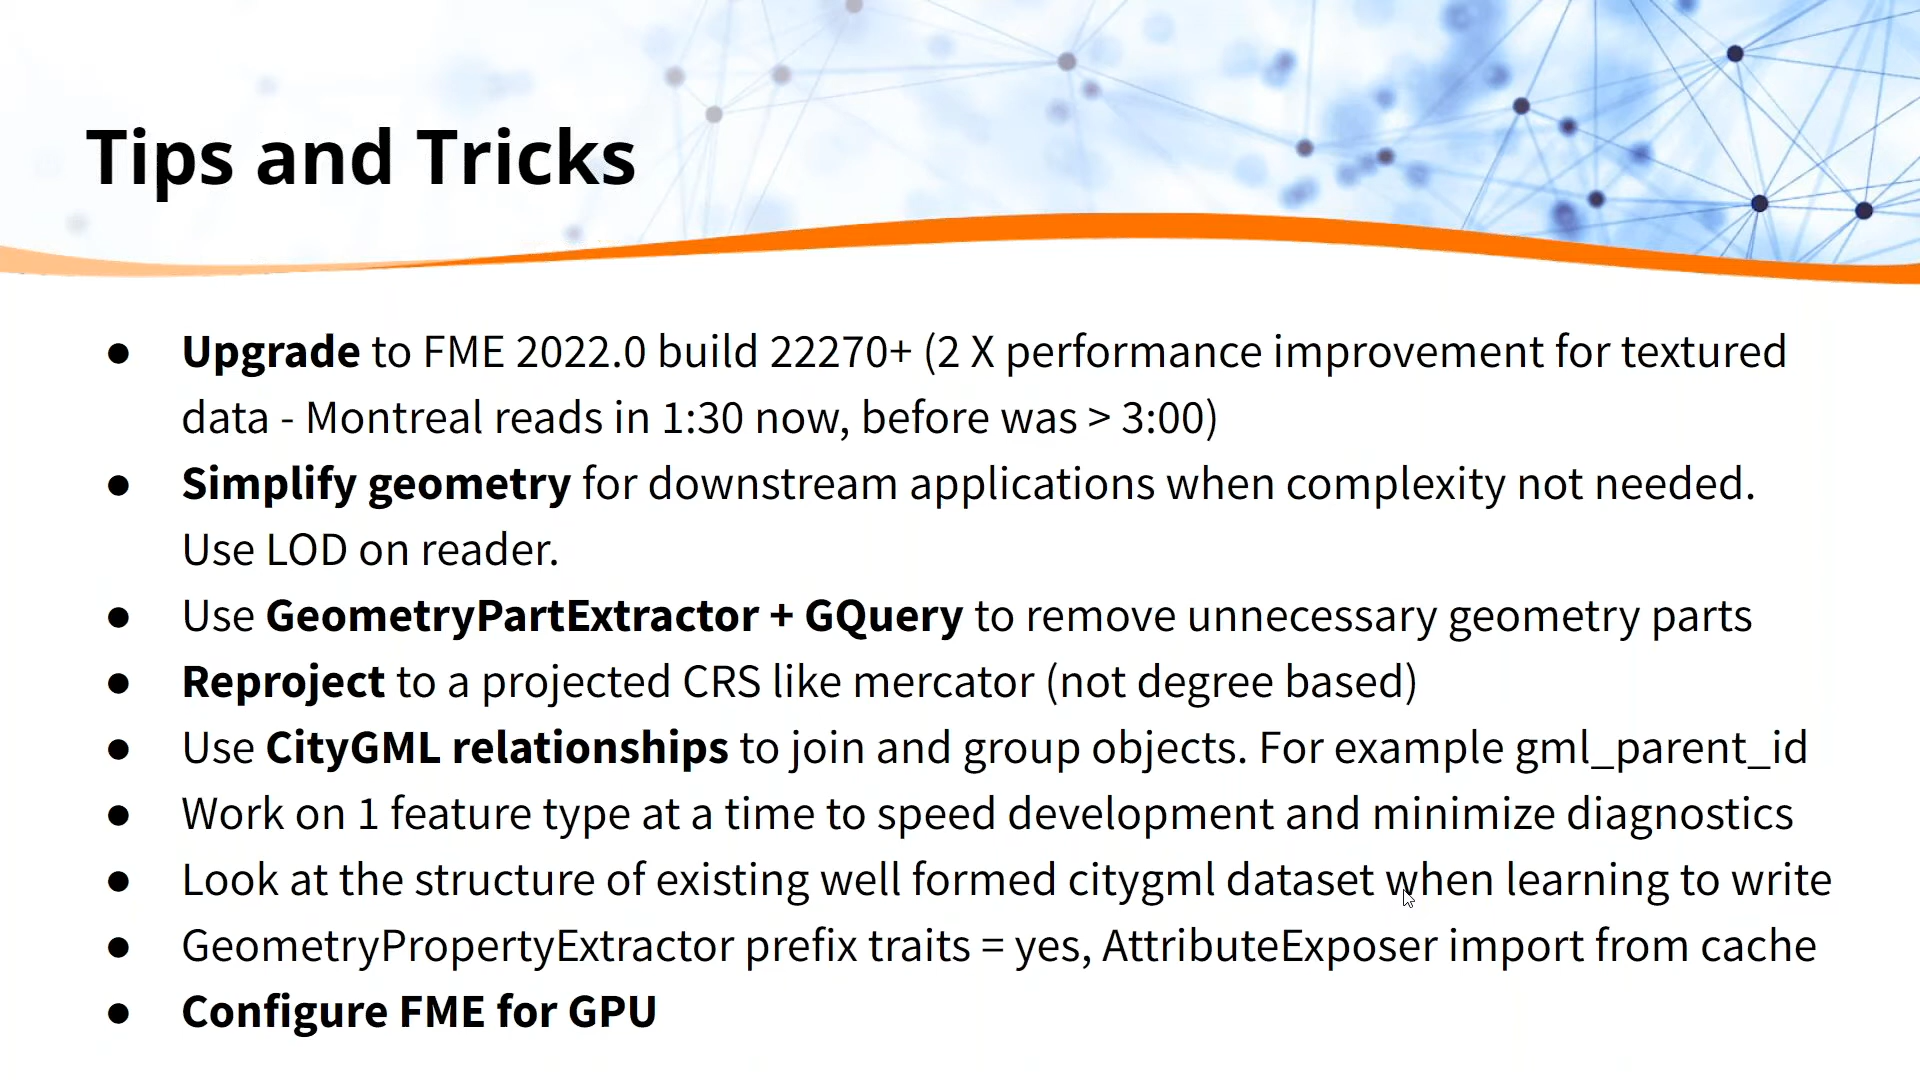 Tips and Tricks
● Upgrade to FME 2022.0 build 22270+ (2 X performance improvement for textured
data - Montreal reads in 1:30 now, before was > 3:00)
● Simplify geometry for downstream applications when complexity not needed.
Use LOD on reader.
● Use GeometryPartExtractor + GQuery to remove unnecessary geometry parts
● Reproject to a projected CRS like mercator (not degree based)
● Use CityGML relationships to join and group objects. For example gml_parent_id
● Work on 1 feature type at a time to speed development and minimize diagnostics
● Look at the structure of existing well formed citygml dataset when learning to write
● GeometryPropertyExtractor prefix traits = yes, AttributeExposer import from cache
● Configure FME for GPU